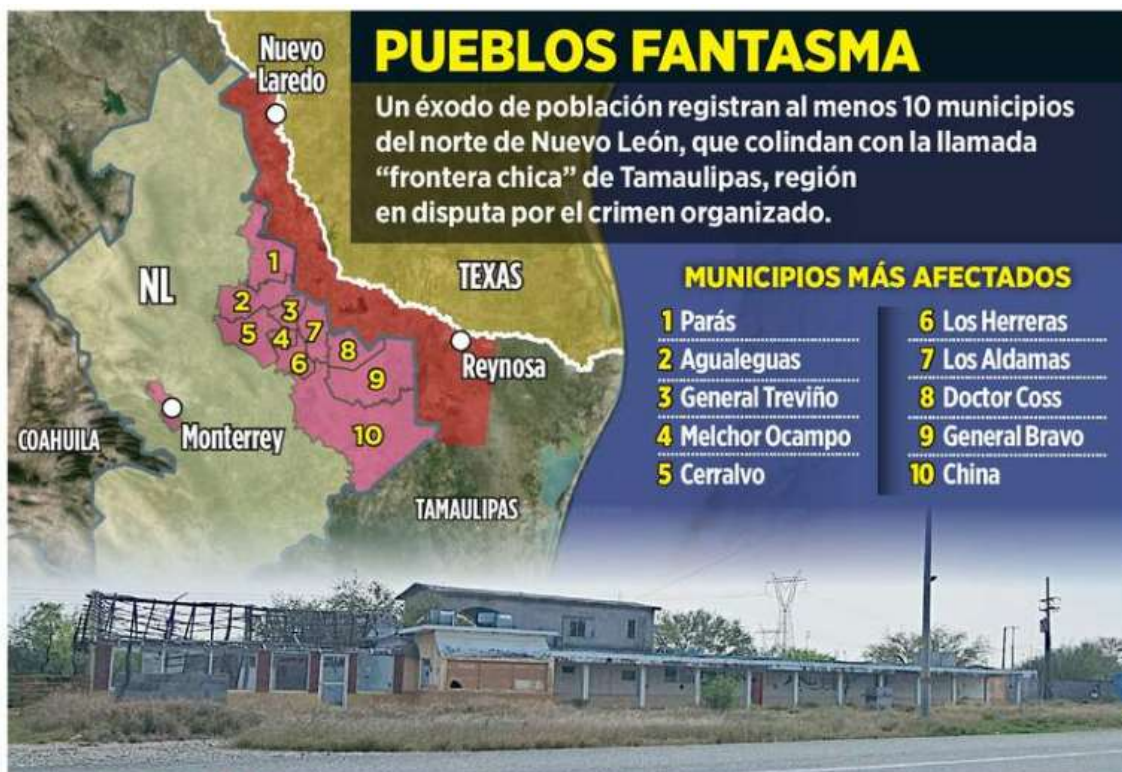 PUEBLOS FANTASMA
Un éxodo de población registran al menos 10 municipios
del norte de Nuevo León, que colindan con la llamada
“frontera chica” de Tamaulipas, región
en disputa por el crimen organizado.
Nuevo
Laredo
NL
TEXAS
Reynosa
Monterrey
COAHUILA
TAMAULIPAS
1
2
3
4
5
6
7
8
9
10
MUNICIPIOS MÁS AFECTADOS
1 Parás
2 Agualeguas
3 General Treviño
4 Melchor Ocampo
5 Cerralvo
6 Los Herreras
7 Los Aldamas
8 Doctor Coss
9 General Bravo
10 China